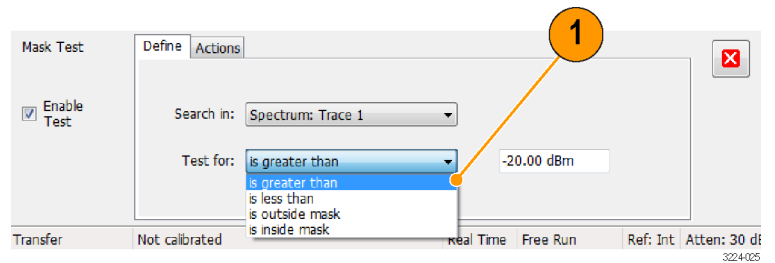 1
Mask Test
Define
Actions
Enable
Test
Search in:
Spectrum: Trace 1
Test for:
is greater than
-20.00 dBm
is greater than
is less than
is outside mask
is inside mask
Transfer
Not calibrated
Real Time
Free Run
Ref: Int
Atten: 30 dB
3224-025